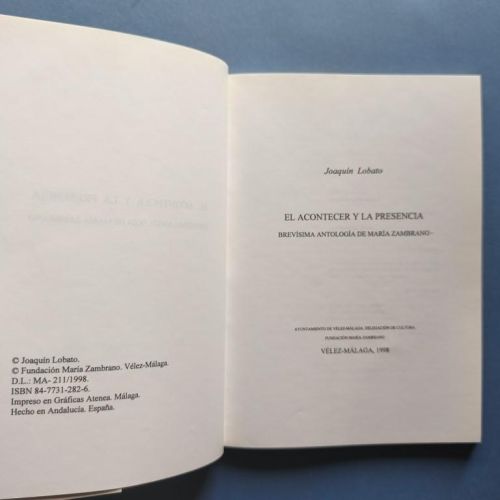 © Joaquín Lobato.
© Fundación María Zambrano. Vélez-Málaga.
D.L.: MA- 211/1998.
ISBN 84-7731-282-6.
Impreso en Gráficas Atenea. Málaga.
Hecho en Andalucía. España.
Joaquín Lobato
EL ACONTECER Y LA PRESENCIA
BREVÍSIMA ANTOLOGÍA DE MARÍA ZAMBRANO
AYUNTAMIENTO DE VÉLEZ-MÁLAGA, DELEGACIÓN DE CULTURA
FUNDACIÓN MARÍA ZAMBRANO
VÉLEZ-MÁLAGA, 1998